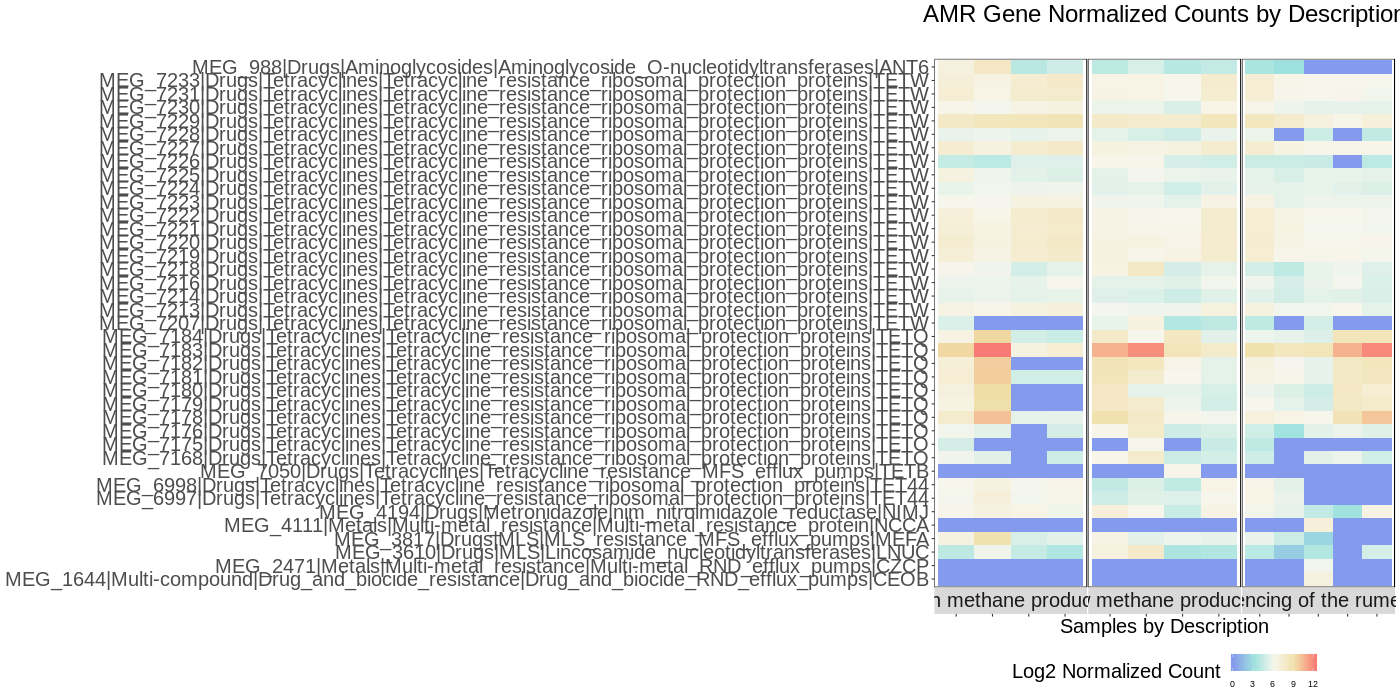 AMR Gene Normalized Counts by Description
MEG_988|Drugs|Aminoglycosides|Aminoglycoside_O-nucleotidyltransferases|ANT6
MEG_7233|Drugs|Tetracyclines|Tetracycline_resistance_ribosomal_protection_proteins|TETW
MEG_7231|Drugs|Tetracyclines|Tetracycline_resistance_ribosomal_protection_proteins|TETW
MEG_7230|Drugs|Tetracyclines|Tetracycline_resistance_ribosomal_protection_proteins|TETW
MEG_7229|Drugs|Tetracyclines|Tetracycline_resistance_ribosomal_protection_proteins|TETW
MEG_7228|Drugs|Tetracyclines|Tetracycline_resistance_ribosomal_protection_proteins|TETW
MEG_7227|Drugs|Tetracyclines|Tetracycline_resistance_ribosomal_protection_proteins|TETW
MEG_7226|Drugs|Tetracyclines|Tetracycline_resistance_ribosomal_protection_proteins|TETW
MEG_7225|Drugs|Tetracyclines|Tetracycline_resistance_ribosomal_protection_proteins|TETW
MEG_7224|Drugs|Tetracyclines|Tetracycline_resistance_ribosomal_protection_proteins|TETW
MEG_7223|Drugs|Tetracyclines|Tetracycline_resistance_ribosomal_protection_proteins|TETW
MEG_7222|Drugs|Tetracyclines|Tetracycline_resistance_ribosomal_protection_proteins|TETW
MEG_7221|Drugs|Tetracyclines|Tetracycline_resistance_ribosomal_protection_proteins|TETW
MEG_7220|Drugs|Tetracyclines|Tetracycline_resistance_ribosomal_protection_proteins|TETW
MEG_7219|Drugs|Tetracyclines|Tetracycline_resistance_ribosomal_protection_proteins|TETW
MEG_7218|Drugs|Tetracyclines|Tetracycline_resistance_ribosomal_protection_proteins|TETW
MEG_7216|Drugs|Tetracyclines|Tetracycline_resistance_ribosomal_protection_proteins|TETW
MEG_7214|Drugs|Tetracyclines|Tetracycline_resistance_ribosomal_protection_proteins|TETW
MEG_7213|Drugs|Tetracyclines|Tetracycline_resistance_ribosomal_protection_proteins|TETW
MEG_7207|Drugs|Tetracyclines|Tetracycline_resistance_ribosomal_protection_proteins|TETW
MEG_7184|Drugs|Tetracyclines|Tetracycline_resistance_ribosomal_protection_proteins|TETO
MEG_7183|Drugs|Tetracyclines|Tetracycline_resistance_ribosomal_protection_proteins|TETO
MEG_7182|Drugs|Tetracyclines|Tetracycline_resistance_ribosomal_protection_proteins|TETO
MEG_7181|Drugs|Tetracyclines|Tetracycline_resistance_ribosomal_protection_proteins|TETO
MEG_7180|Drugs|Tetracyclines|Tetracycline_resistance_ribosomal_protection_proteins|TETO
MEG_7179|Drugs|Tetracyclines|Tetracycline_resistance_ribosomal_protection_proteins|TETO
MEG_7178|Drugs|Tetracyclines|Tetracycline_resistance_ribosomal_protection_proteins|TETO
MEG_7176|Drugs|Tetracyclines|Tetracycline_resistance_ribosomal_protection_proteins|TETO
MEG_7175|Drugs|Tetracyclines|Tetracycline_resistance_ribosomal_protection_proteins|TETO
MEG_7168|Drugs|Tetracyclines|Tetracycline_resistance_ribosomal_protection_proteins|TETO
MEG_7050|Drugs|Tetracyclines|Tetracycline_resistance_MFS_efflux_pumps|TETB
MEG_6998|Drugs|Tetracyclines|Tetracycline_resistance_ribosomal_protection_proteins|TET44
MEG_6997|Drugs|Tetracyclines|Tetracycline_resistance_ribosomal_protection_proteins|TET44
MEG_4194|Drugs|Metronidazole|nim_nitroimidazole_reductase|NIMJ
MEG_4111|Metals|Multi-metal_resistance|Multi-metal_resistance_protein|NCCA
MEG_3817|Drugs|MLS|MLS_resistance_MFS_efflux_pumps|MEFA
MEG_3610|Drugs|MLS|Lincosamide_nucleotidyltransferases|LNUC
MEG_2471|Metals|Multi-metal_resistance|Multi-metal_RND_efflux_pumps|CZCP
MEG_1644|Multi-compound|Drug_and_biocide_resistance|Drug_and_biocide_RND_efflux_pumps|CEOB
methane produc methane produc ncing of the rume
Samples by Description
Log2 Normalized Count
0 3 6 9 12